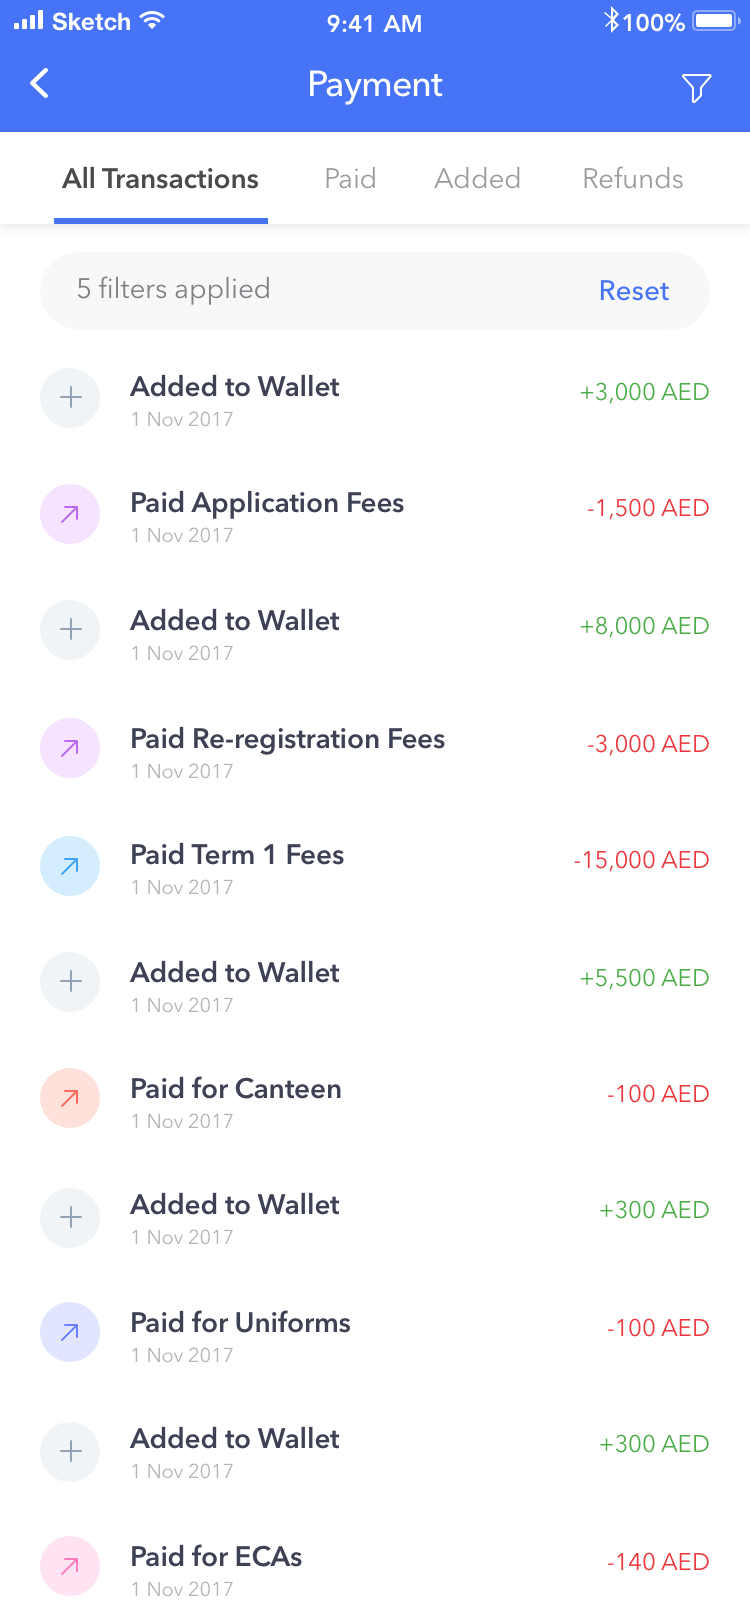 Sketch 9:41 AM 100%
Payment
All Transactions Paid Added Refunds
5 filters applied Reset
Added to Wallet +3,000 AED
1 Nov 2017
Paid Application Fees -1,500 AED
1 Nov 2017
Added to Wallet +8,000 AED
1 Nov 2017
Paid Re-registration Fees -3,000 AED
1 Nov 2017
Paid Term 1 Fees -15,000 AED
1 Nov 2017
Added to Wallet +5,500 AED
1 Nov 2017
Paid for Canteen -100 AED
1 Nov 2017
Added to Wallet +300 AED
1 Nov 2017
Paid for Uniforms -100 AED
1 Nov 2017
Added to Wallet +300 AED
1 Nov 2017
Paid for ECAs -140 AED
1 Nov 2017